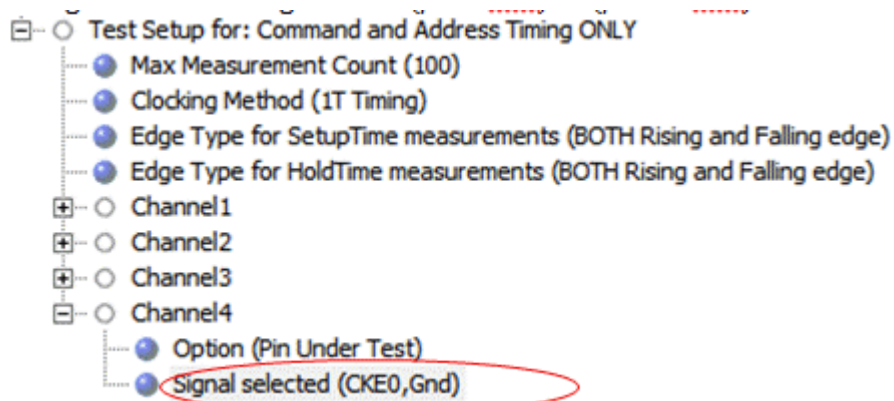 Test Setup for: Command and Address Timing ONLY
Max Measurement Count (100)
Clocking Method (1T Timing)
Edge Type for SetupTime measurements (BOTH Rising and Falling edge)
Edge Type for HoldTime measurements (BOTH Rising and Falling edge)
Channel1
Channel2
Channel3
Channel4
Option (Pin Under Test)
Signal selected (CKE0,Gnd)